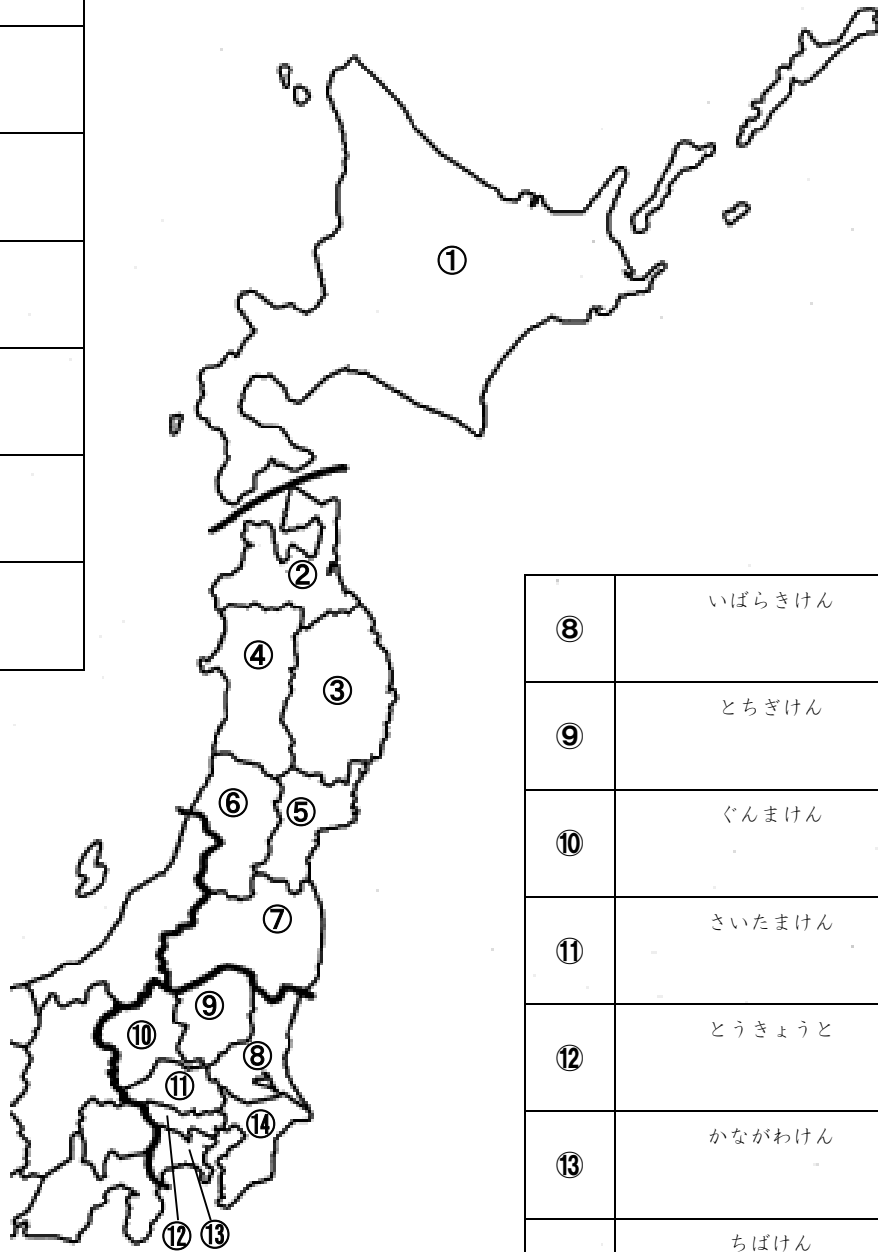 ①
②
④
③
⑥
⑤
⑦
⑨
⑩
⑧
⑪
⑭
⑫
⑬
⑧ いばらきけん
⑨ とちぎけん
⑩ ぐんまけん
⑪ さいたまけん
⑫ とうきょうと
⑬ かながわけん
ちばけん